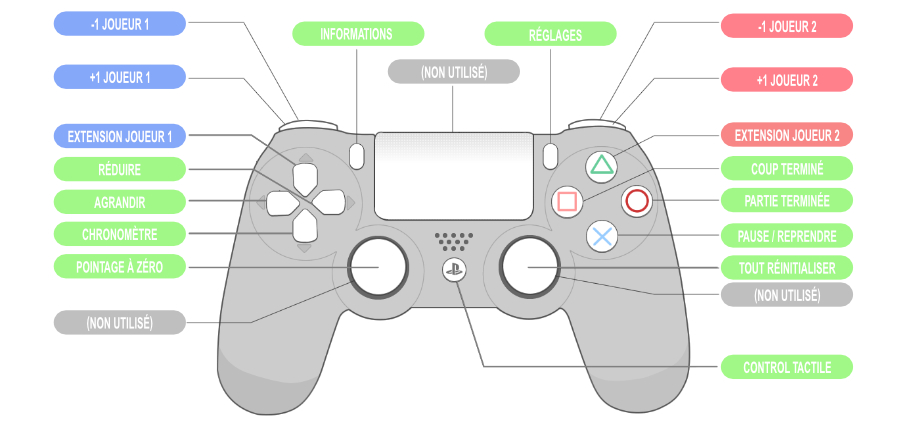 -1 JOUEUR 1
+1 JOUEUR 1
EXTENSION JOUEUR 1
RÉDUIRE
AGRANDIR
CHRONOMÈTRE
POINTAGE À ZÉRO
(NON UTILISÉ)
INFORMATIONS
(NON UTILISÉ)
RÉGLAGES
-1 JOUEUR 2
+1 JOUEUR 2
EXTENSION JOUEUR 2
COUP TERMINÉ
PARTIE TERMINÉE
PAUSE / REPRENDRE
TOUT RÉINITIALISER
(NON UTILISÉ)
CONTROL TACTILE